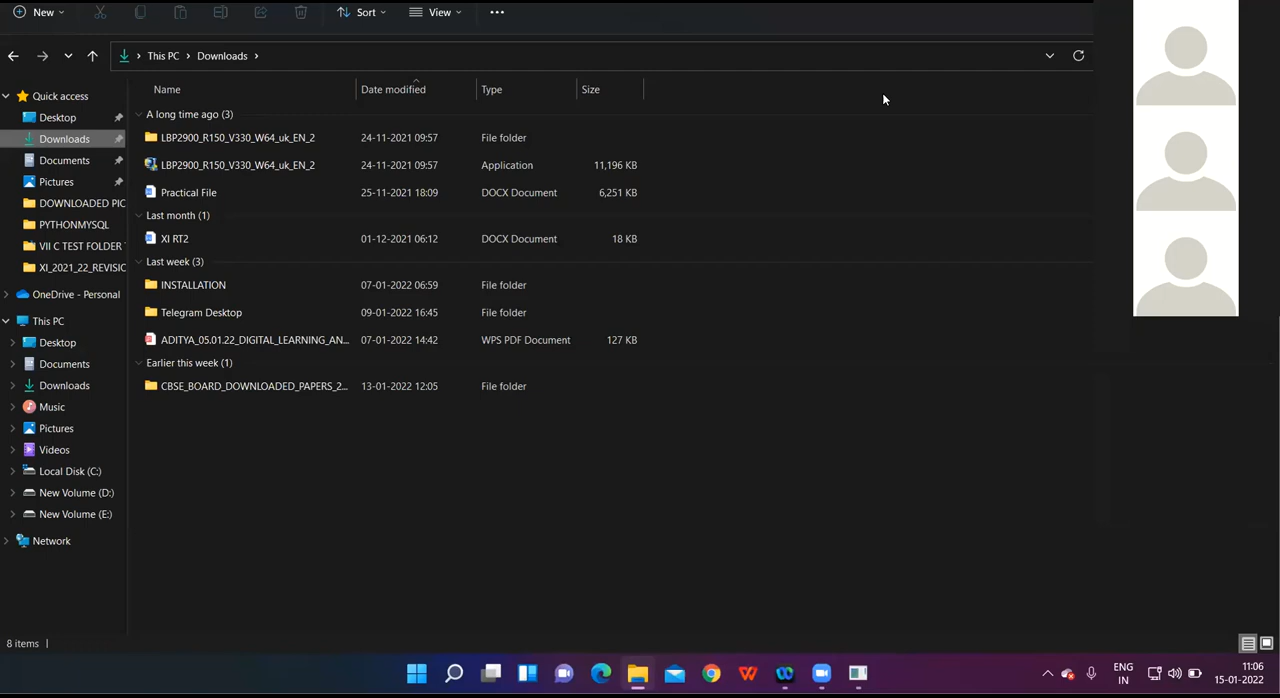 New Sort View
This PC > Downloads >
Name Date modified Type Size
Quick access
Desktop
Downloads
Documents
Pictures
DOWNLOADED PIC
PYTHONMYSQL
VII C TEST FOLDER
XI_2021_22_REVISIO
OneDrive - Personal
This PC
Desktop
Documents
Downloads
Music
Pictures
Videos
Local Disk (C:)
New Volume (D:)
New Volume (E:)
Network
A long time ago (3)
LBP2900_R150_V330_W64_uk_EN_2 24-11-2021 09:57 File folder
LBP2900_R150_V330_W64_uk_EN_2 24-11-2021 09:57 Application 11,196 KB
Practical File 25-11-2021 18:09 DOCX Document 6,251 KB
Last month (1)
XI RT2 01-12-2021 06:12 DOCX Document 18 KB
Last week (3)
INSTALLATION 07-01-2022 06:59 File folder
Telegram Desktop 09-01-2022 16:45 File folder
ADITYA_05.01.22_DIGITAL_LEARNING_AN... 07-01-2022 14:42 WPS PDF Document 127 KB
Earlier this week (1)
CBSE_BOARD_DOWNLOADED_PAPERS_2... 13-01-2022 12:05 File folder
8 items
ENG
IN
11:06
15-01-2022